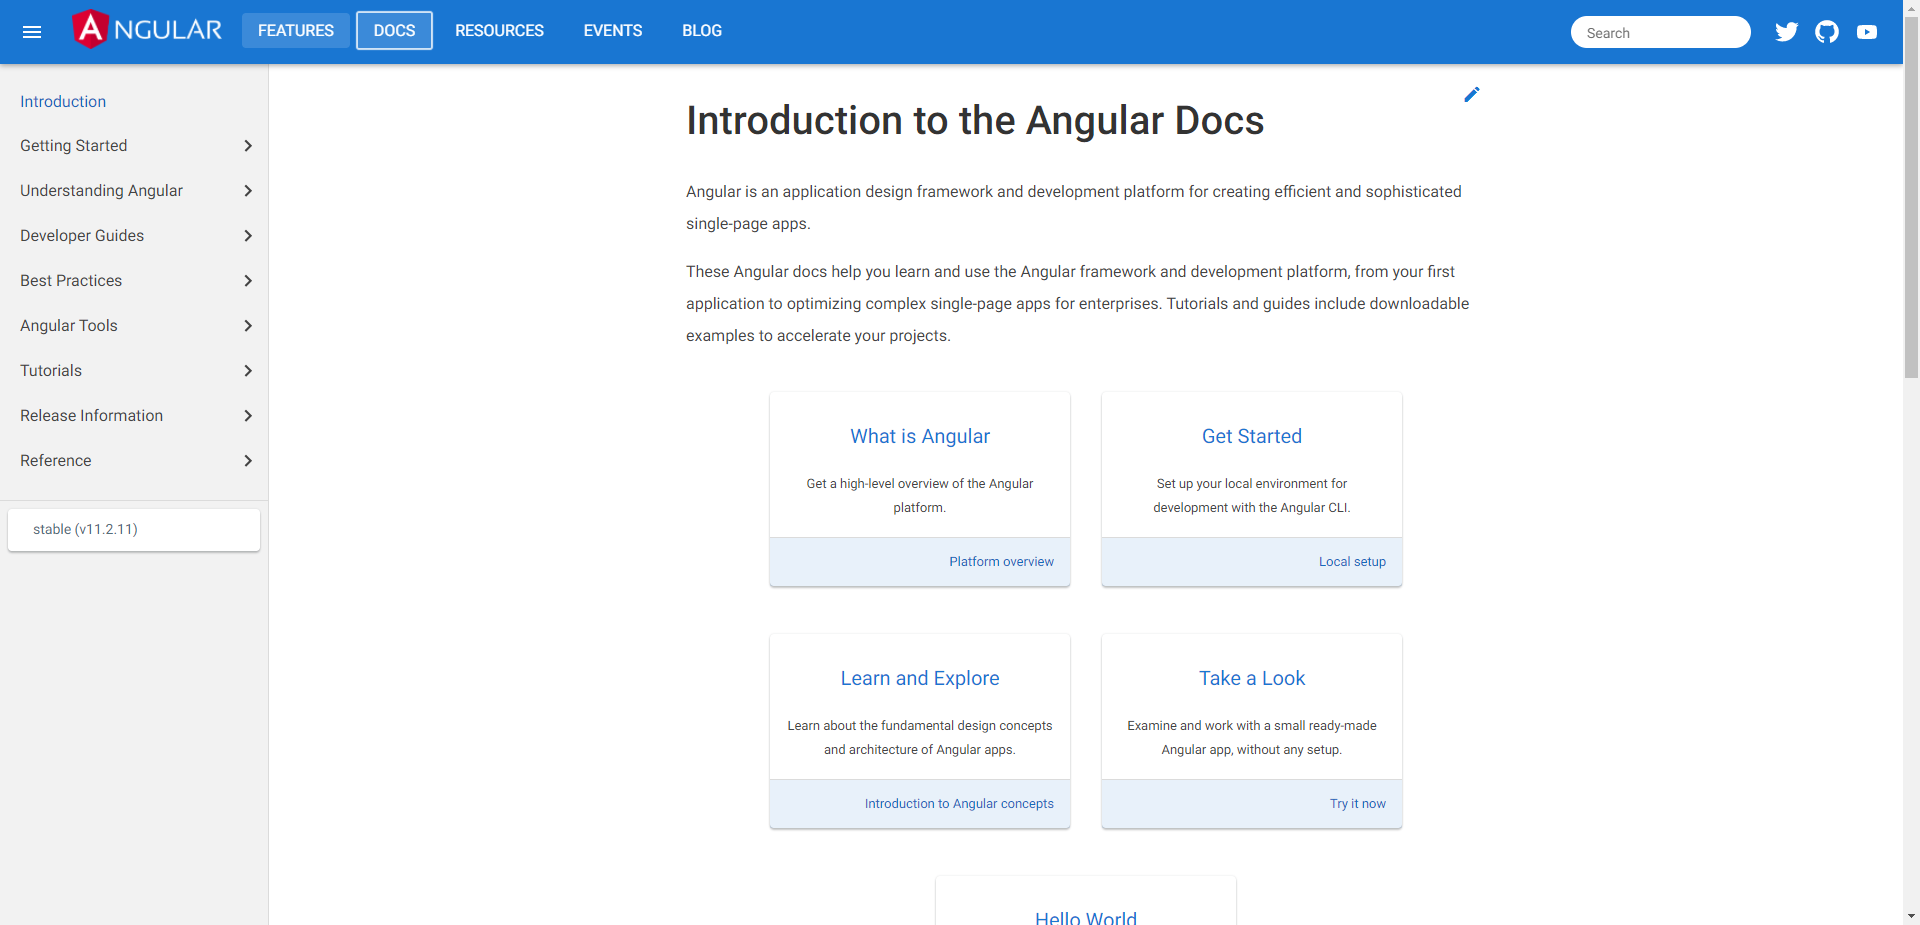 ANGULAR
FEATURES
DOCS
RESOURCES
EVENTS
BLOG
Search
Introduction
Getting Started
Understanding Angular
Developer Guides
Best Practices
Angular Tools
Tutorials
Release Information
Reference
stable (v11.2.11)
Introduction to the Angular Docs
Angular is an application design framework and development platform for creating efficient and sophisticated
single-page apps.
These Angular docs help you learn and use the Angular framework and development platform, from your first
application to optimizing complex single-page apps for enterprises. Tutorials and guides include downloadable
examples to accelerate your projects.
What is Angular
Get a high-level overview of the Angular
platform.
Platform overview
Get Started
Set up your local environment for
development with the Angular CLI.
Local setup
Learn and Explore
Learn about the fundamental design concepts
and architecture of Angular apps.
Introduction to Angular concepts
Take a Look
Examine and work with a small ready-made
Angular app, without any setup.
Try it now
Hello World